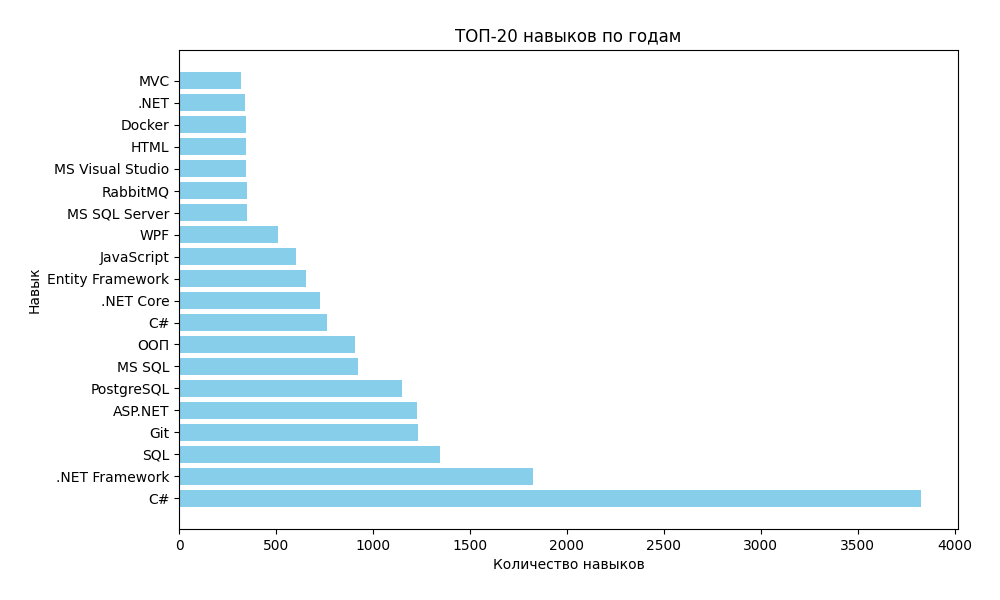 ТОП-20 навыков по годам
MVC
.NET
Docker
HTML
MS Visual Studio
RabbitMQ
MS SQL Server
WPF
JavaScript
Entity Framework
.NET Core
С#
ООП
MS SQL
PostgreSQL
ASP.NET
Git
SQL
.NET Framework
C#
Навык
0 500 1000 1500 2000 2500 3000 3500 4000
Количество навыков